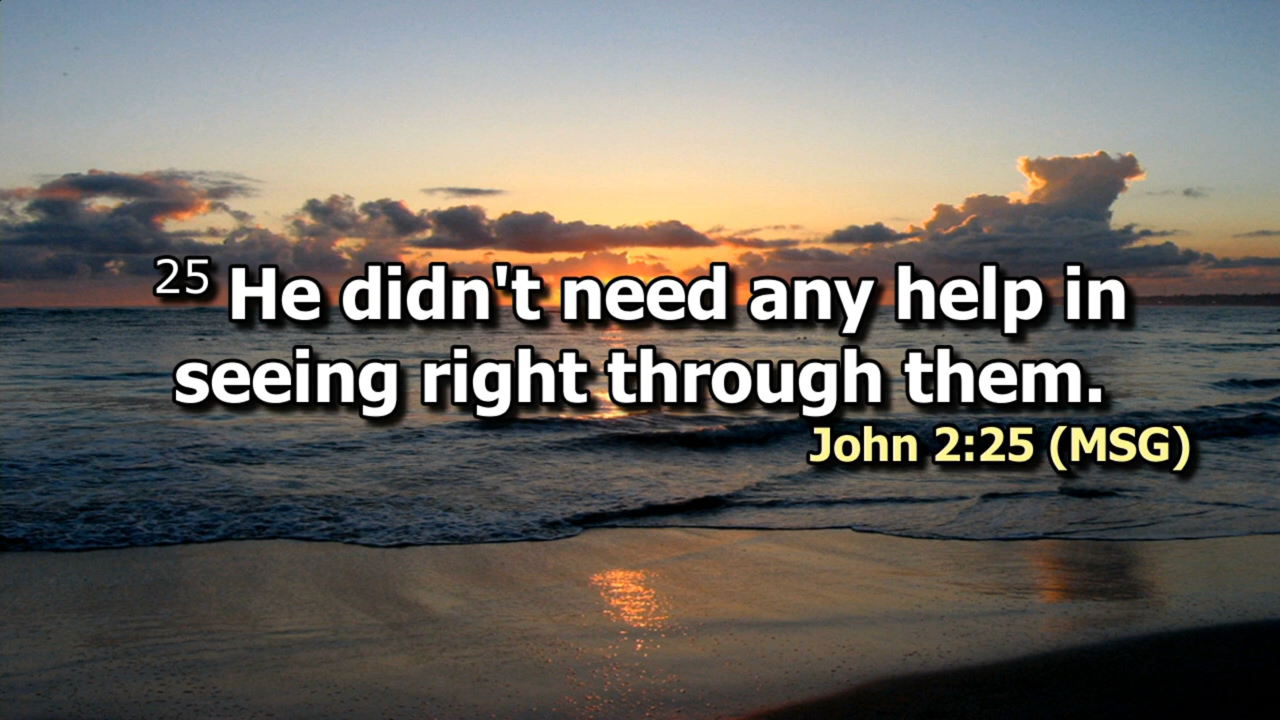 25 He didn't need any help in
seeing right through them.
John 2:25 (MSG)